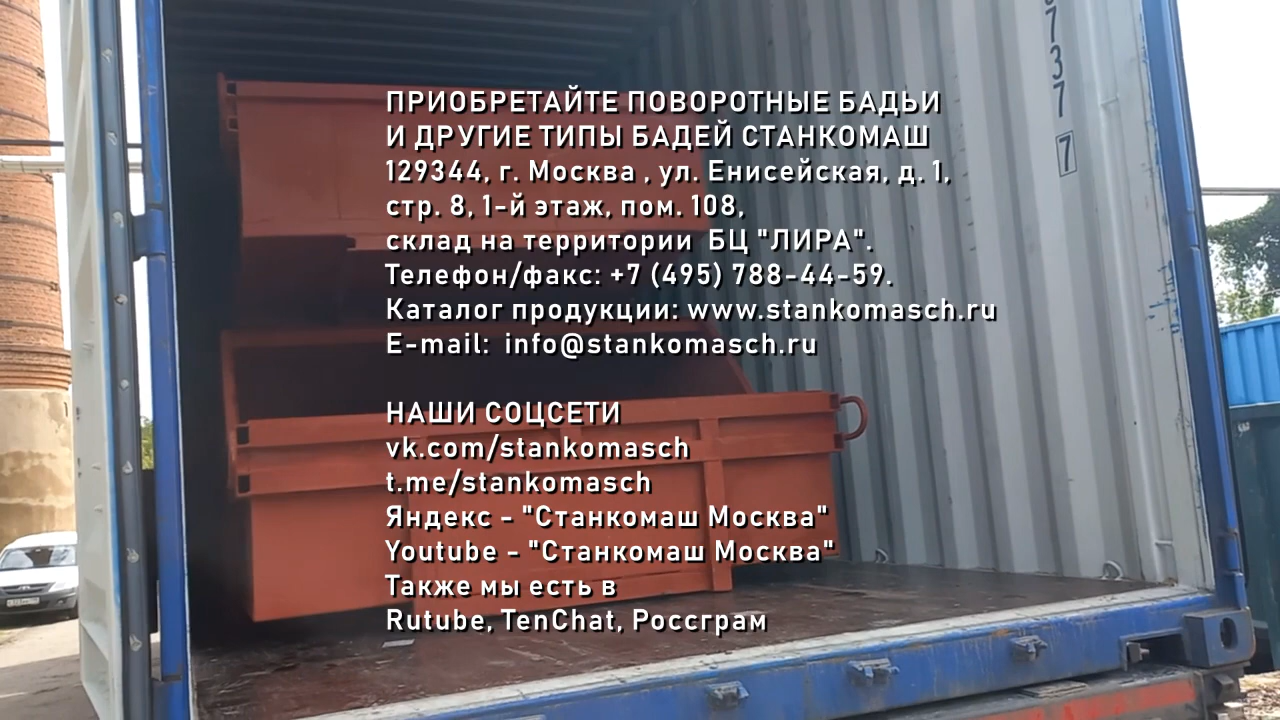 ПРИОБРЕТАЙТЕ ПОВОРОТНЫЕ БАДЬИ
И ДРУГИЕ ТИПЫ БАДЕЙ СТАНКОМАШ
129344, г. Москва , ул. Енисейская, д. 1,
стр. 8, 1-й этаж, пом. 108,
склад на территории БЦ "ЛИРА".
Телефон/факс: +7 (495) 788-44-59.
Каталог продукции: www.stankomasch.ru
E-mail: info@stankomasch.ru
НАШИ СОЦСЕТИ
vk.com/stankomasch
t.me/stankomasch
Яндекс - "Станкомаш Москва"
Youtube - "Станкомаш Москва"
Также мы есть в
Rutube, TenChat, Россграм
737 7